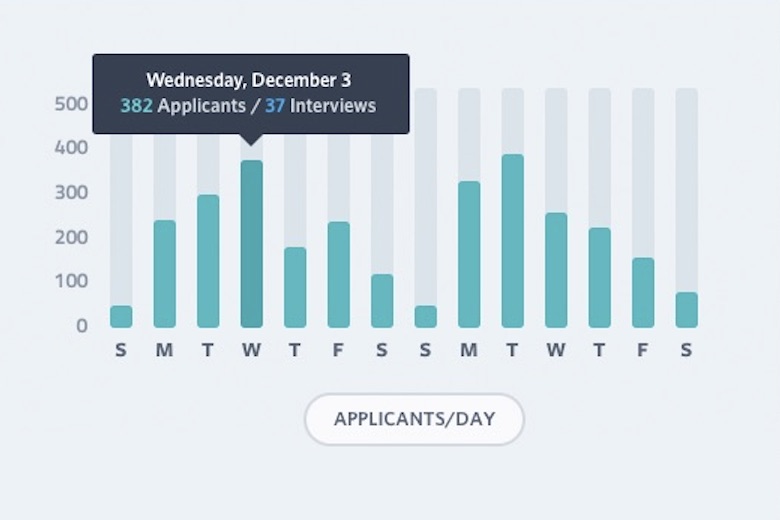 Wednesday, December 3
382 Applicants / 37 Interviews
500
400
300
200
100
0
S M T W T F S S M T W T F S
APPLICANTS/DAY